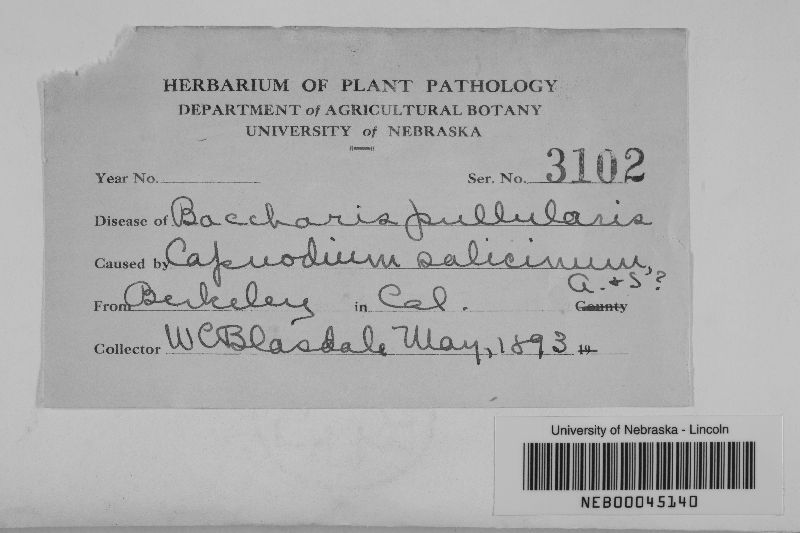 HERBARIUM OF PLANT PATHOLOGY
DEPARTMENT of AGRICULTURAL BOTANY
UNIVERSITY of NEBRASKA
Year No. Ser. No. 3102
Disease of Baccharis pullularis
Caused by Capnodium salicinum,
A. & S.?
From Berkeley in Cal. County
Collector W C Blasdale May, 1893 19
University of Nebraska - Lincoln
NEB00045140